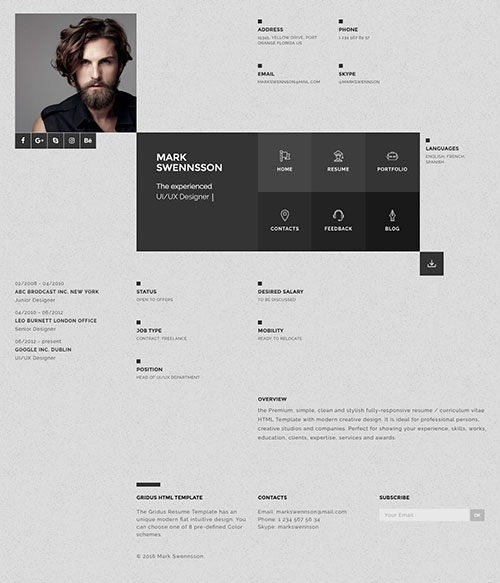 ADDRESS
15345, YELLOW DRIVE, PORT
ORANGE FLORIDA US
PHONE
1 234 567 89 57
EMAIL
MARKSWENNSON@MAIL.COM
SKYPE
@MARKSWENNSON
MARK
SWENNSSON
The experienced
UI/UX Designer |
HOME
RESUME
PORTFOLIO
CONTACTS
FEEDBACK
BLOG
LANGUAGES
ENGLISH, FRENCH,
SPANISH
02/2008 - 04/2010
ABC BRODCAST INC. NEW YORK
Junior Designer
04/2010 - 06/2012
LEO BURNETT LONDON OFFICE
Senior Designer
06/2012 - present
GOOGLE INC. DUBLIN
UI/UX Designer
STATUS
OPEN TO OFFERS
DESIRED SALARY
TO BE DISCUSSED
JOB TYPE
CONTRACT, FREELANCE
MOBILITY
READY TO RELOCATE
POSITION
HEAD OF UI/UX DEPARTMENT
OVERVIEW
the Premium, simple, clean and stylish fully-responsive resume / curriculum vitae
HTML Template with modern creative design. It is ideal for professional persons,
creative studios and companies. Perfect for showing your experience, skills, works,
education, clients, expertise, services and awards
GRIDUS HTML TEMPLATE
The Gridus Resume Template has an
unique modern flat intuitive design. You
can choose one of 8 pre-defined Color
schemes.
© 2016 Mark Swennsson.
CONTACTS
Email: markswennson@mail.com
Phone: 1 234 567 56 34
Skype: markswennson
SUBSCRIBE
Your Email
OK